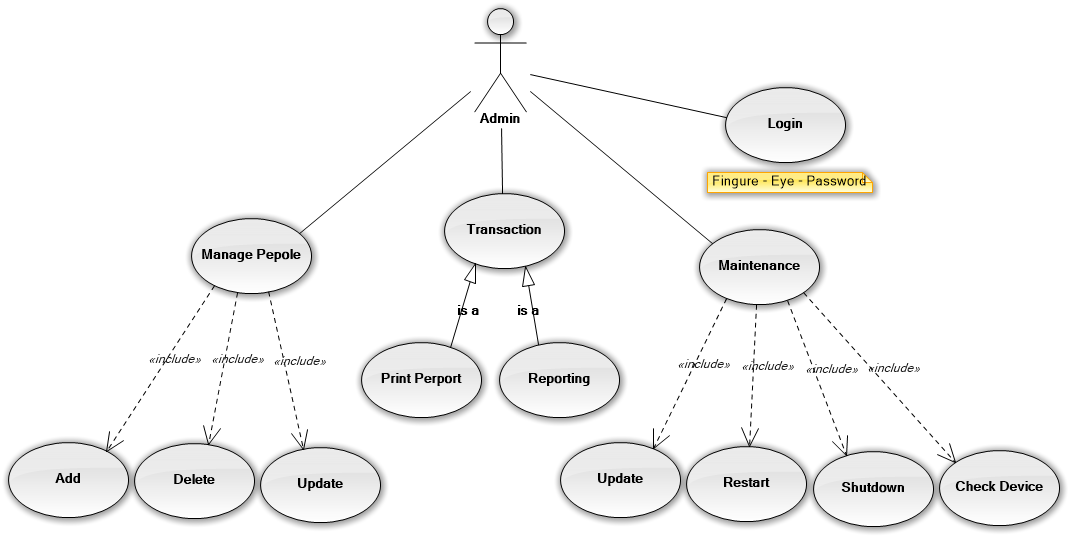 Admin
Login
Fingure - Eye - Password
Manage Pepole
Transaction
Maintenance
is a
is a
«include»
«include»
«include»
«include»
«include»
«include»
«include»
Print Perport
Reporting
Add
Delete
Update
Update
Restart
Shutdown
Check Device